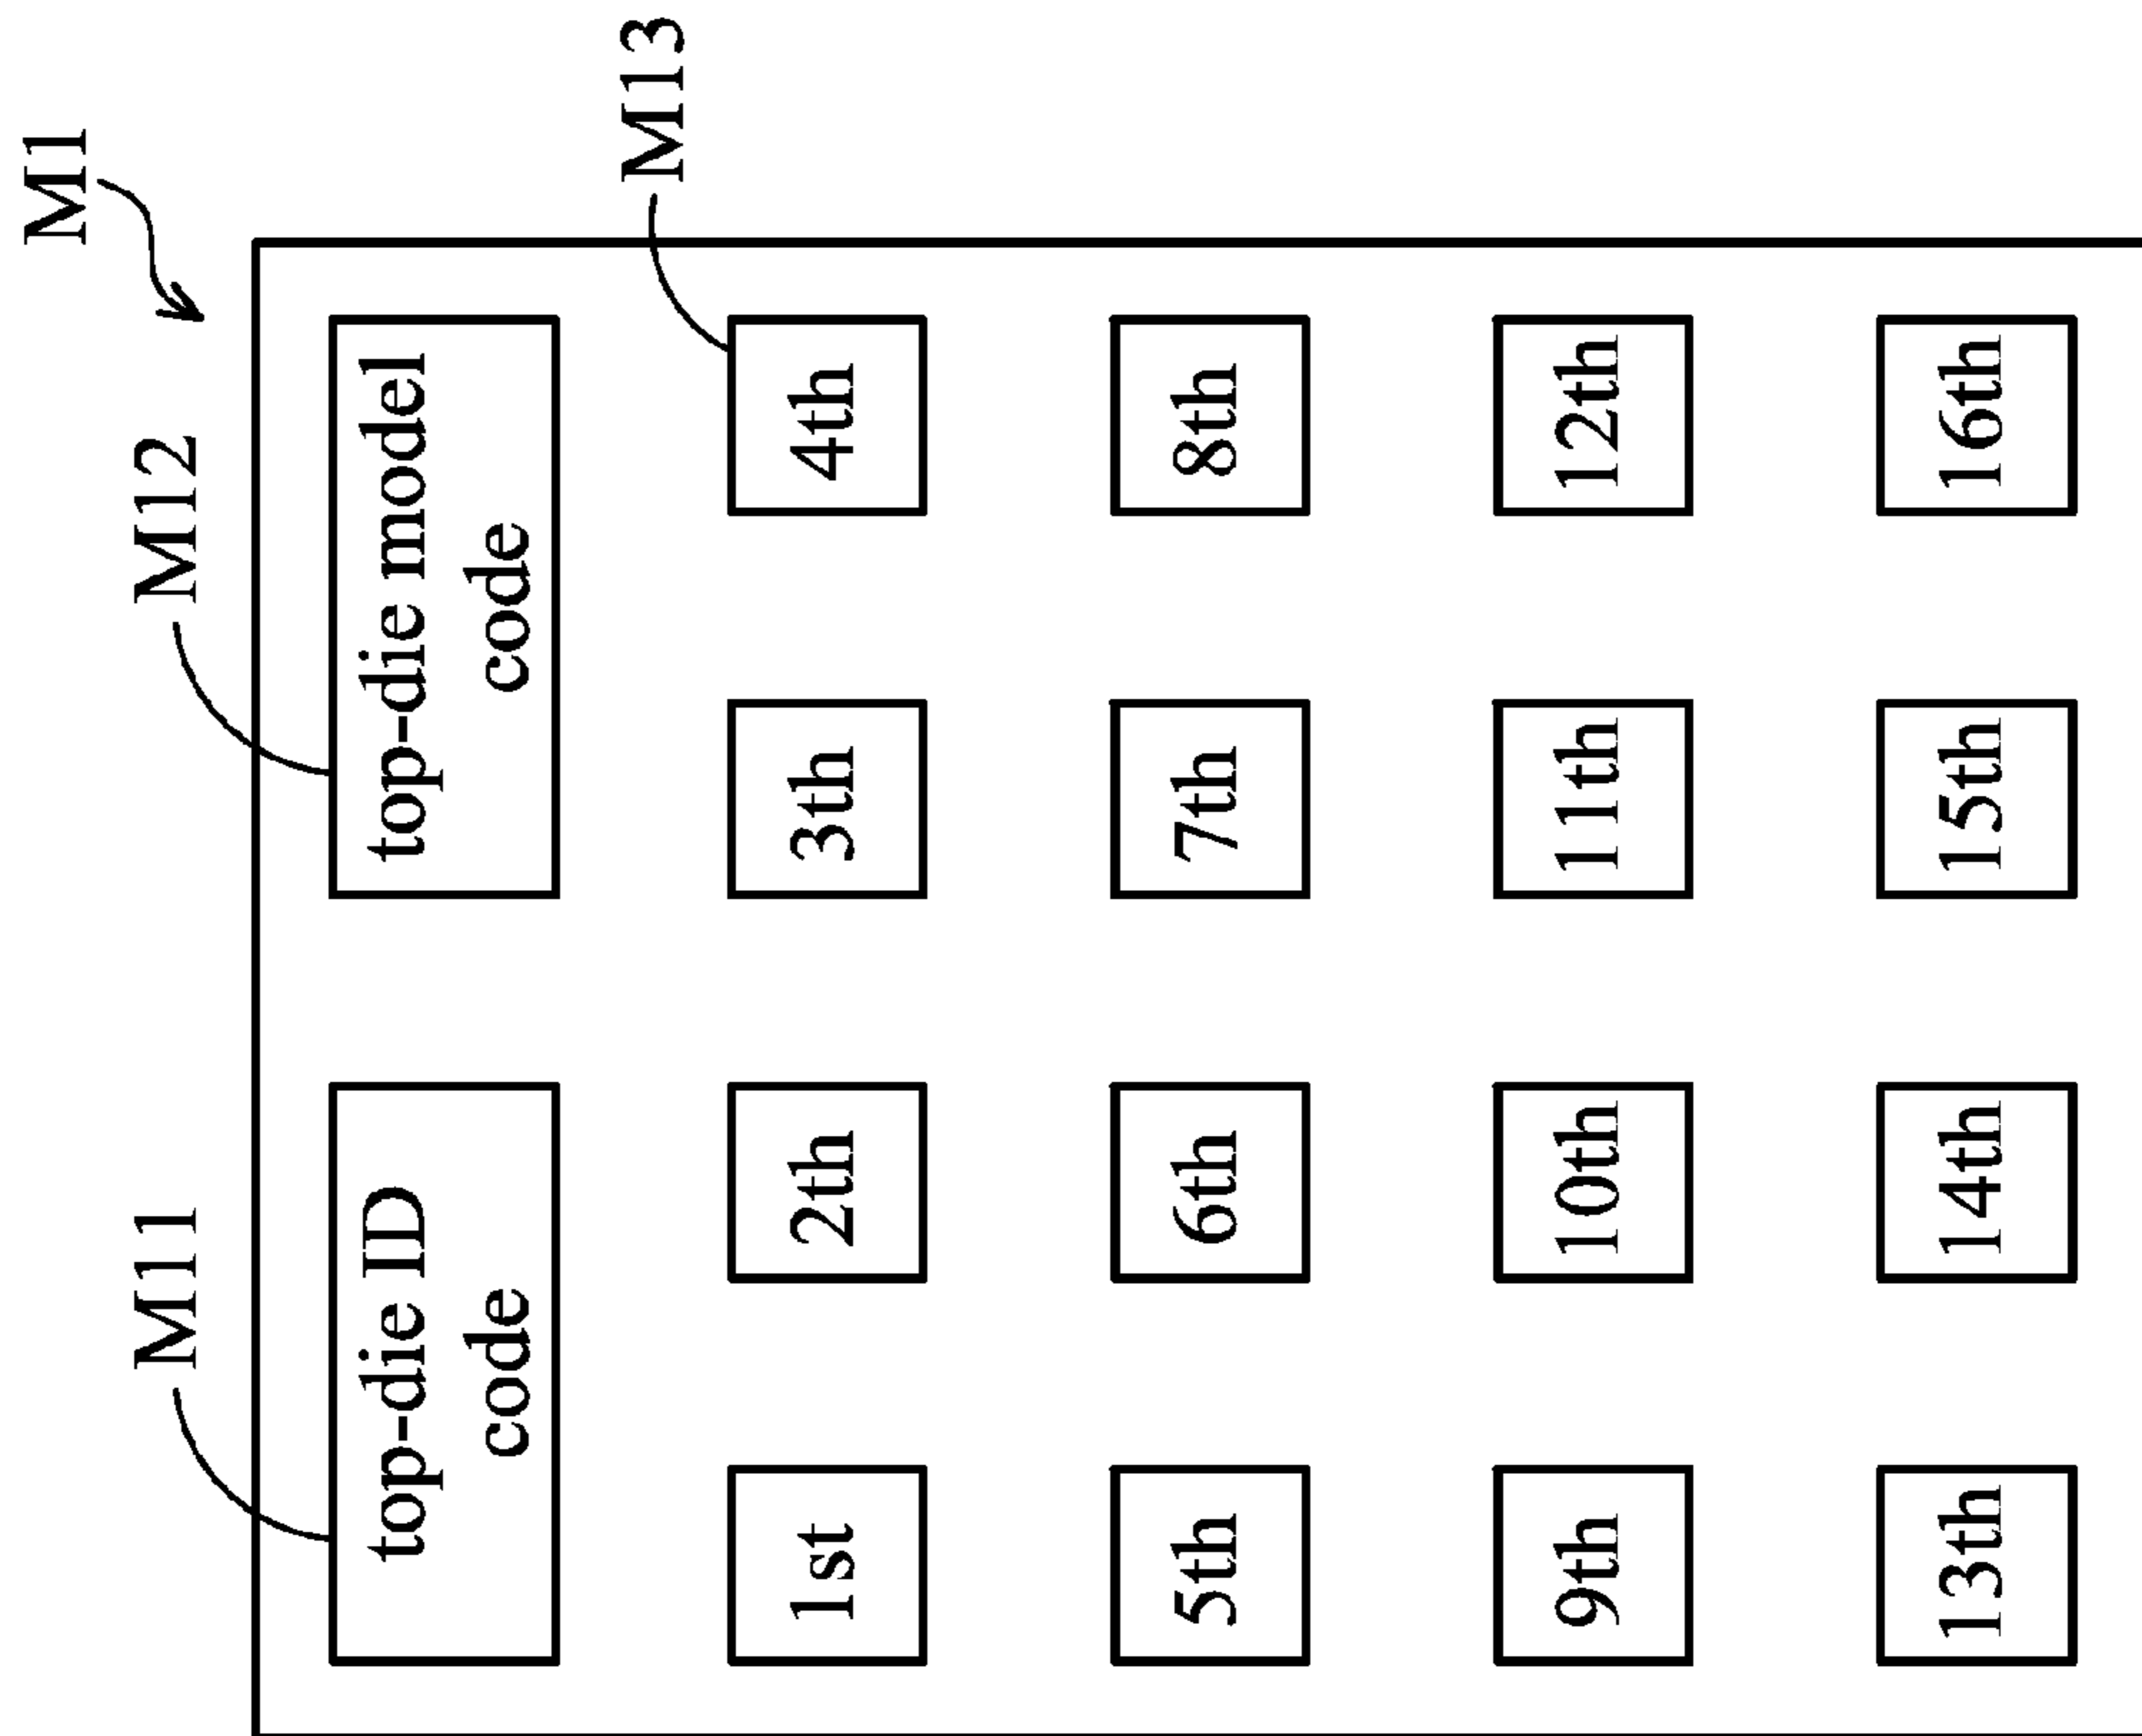 M1
M11
M12
top-die ID
code
top-die model
code
M13
1st
2th
3th
4th
5th
6th
7th
8th
9th
10th
11th
12th
13th
14th
15th
16th